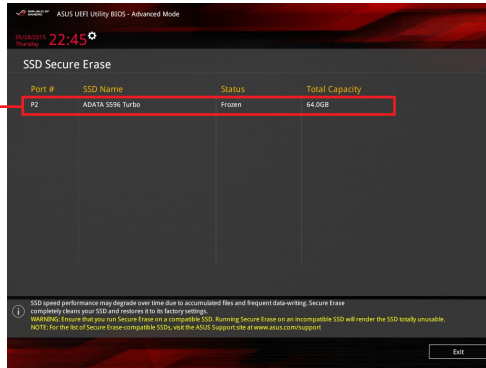 REPUBLIC OF
GAMERS
ASUS UEFI Utility BIOS - Advanced Mode
05/28/2015
Thursday
22:45
SSD Secure Erase
Port # SSD Name Status Total Capacity
P2 ADATA S596 Turbo Frozen 64.0GB
SSD speed performance may degrade over time due to accumulated files and frequent data-writing. Secure Erase
completely cleans your SSD and restores it to its factory settings.
WARNING: Ensure that you run Secure Erase on a compatible SSD. Running Secure Erase on an incompatible SSD will render the SSD totally unusable.
NOTE: For the list of Secure Erase-compatible SSDs, visit the ASUS Support site at www.asus.com/support
Exit